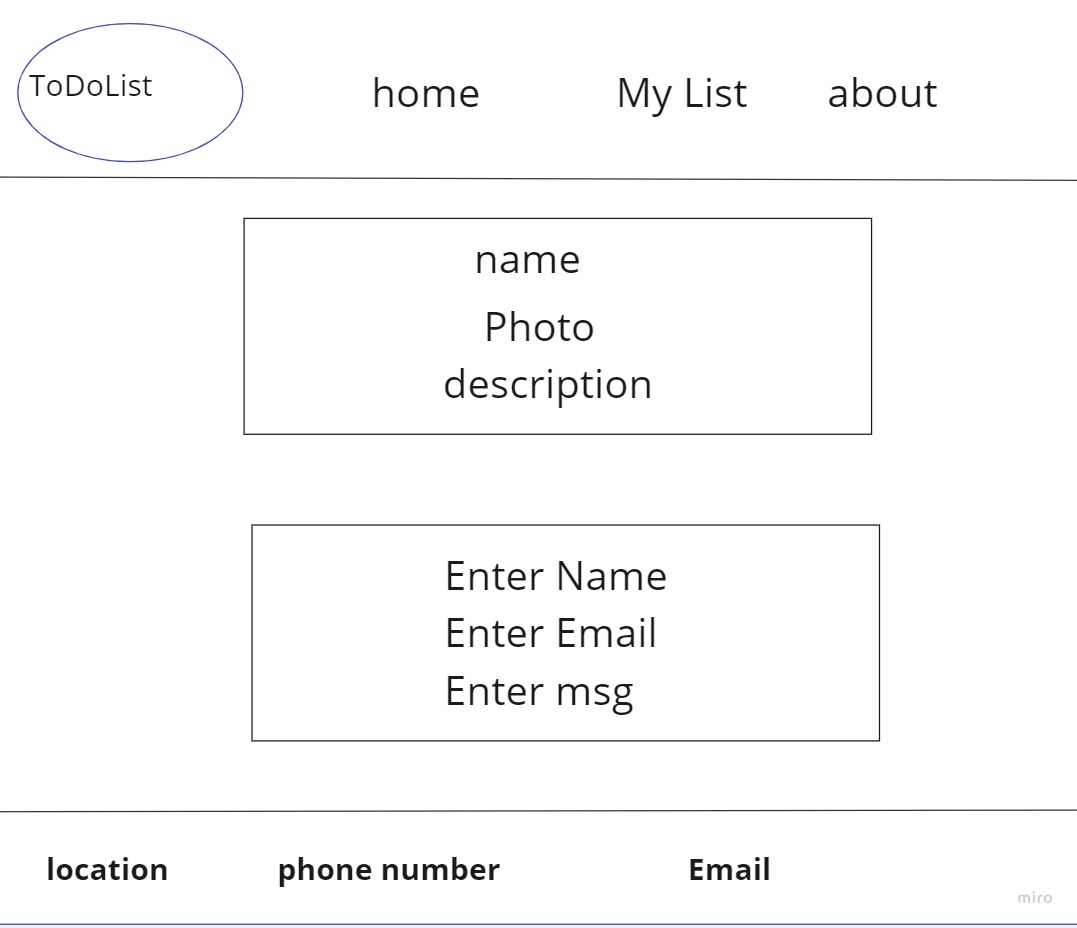 ToDoList home My List about
name
Photo
description
Enter Name
Enter Email
Enter msg
location phone number Email
miro